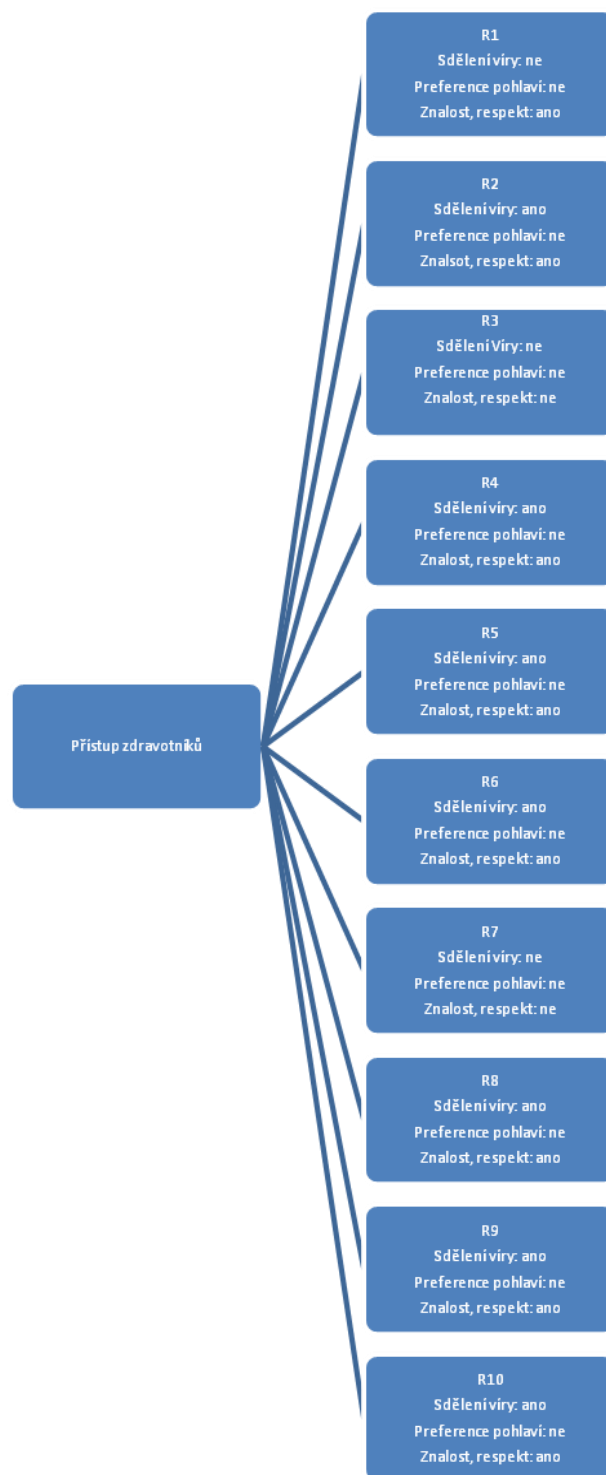 Přístup zdravotníků
R1
Sdělení víry: ne
Preference pohlaví: ne
Znalost, respekt: ano
R2
Sdělení víry: ano
Preference pohlaví: ne
Znalsot, respekt: ano
R3
Sdělení Víry: ne
Preference pohlaví: ne
Znalost, respekt: ne
R4
Sdělení víry: ano
Preference pohlaví: ne
Znalost, respekt: ano
R5
Sdělení víry: ano
Preference pohlaví: ne
Znalost, respekt: ano
R6
Sdělení víry: ano
Preference pohlaví: ne
Znalost, respekt: ano
R7
Sdělení víry: ne
Preference pohlaví: ne
Znalost, respekt: ne
R8
Sdělení víry: ano
Preference pohlaví: ne
Znalost, respekt: ano
R9
Sdělení víry: ano
Preference pohlaví: ne
Znalost, respekt: ano
R10
Sdělení víry: ano
Preference pohlaví: ne
Znalost, respekt: ano